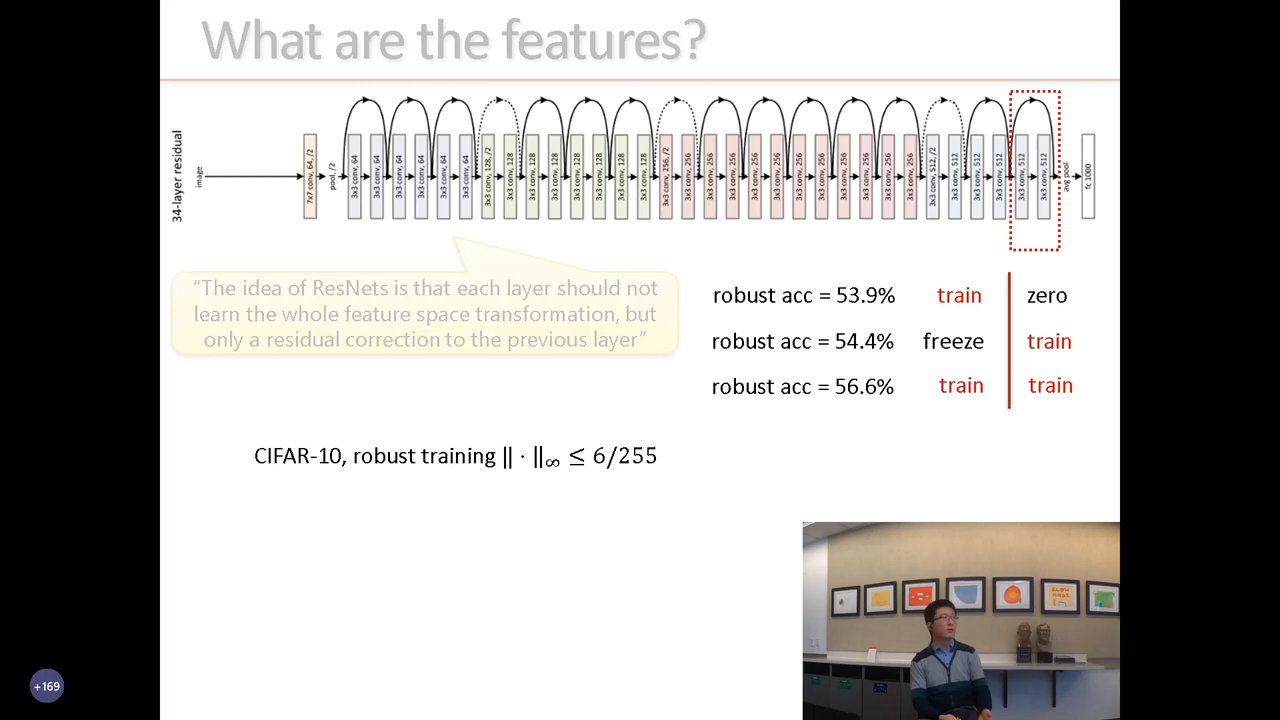 What are the features?
34-layer residual
image
7x7 conv, 64, /2
pool, /2
3x3 conv, 64
3x3 conv, 64
3x3 conv, 64
3x3 conv, 64
3x3 conv, 64
3x3 conv, 64
3x3 conv, 128, /2
3x3 conv, 128
3x3 conv, 128
3x3 conv, 128
3x3 conv, 128
3x3 conv, 128
3x3 conv, 128
3x3 conv, 128
3x3 conv, 256, /2
3x3 conv, 256
3x3 conv, 256
3x3 conv, 256
3x3 conv, 256
3x3 conv, 256
3x3 conv, 256
3x3 conv, 256
3x3 conv, 256
3x3 conv, 256
3x3 conv, 256
3x3 conv, 256
3x3 conv, 512, /2
3x3 conv, 512
3x3 conv, 512
3x3 conv, 512
3x3 conv, 512
3x3 conv, 512
avg pool
fc 1000
“The idea of ResNets is that each layer should not
learn the whole feature space transformation, but
only a residual correction to the previous layer”
robust acc = 53.9% train zero
robust acc = 54.4% freeze train
robust acc = 56.6% train train
CIFAR-10, robust training ‖ · ‖∞ ≤ 6/255
+169